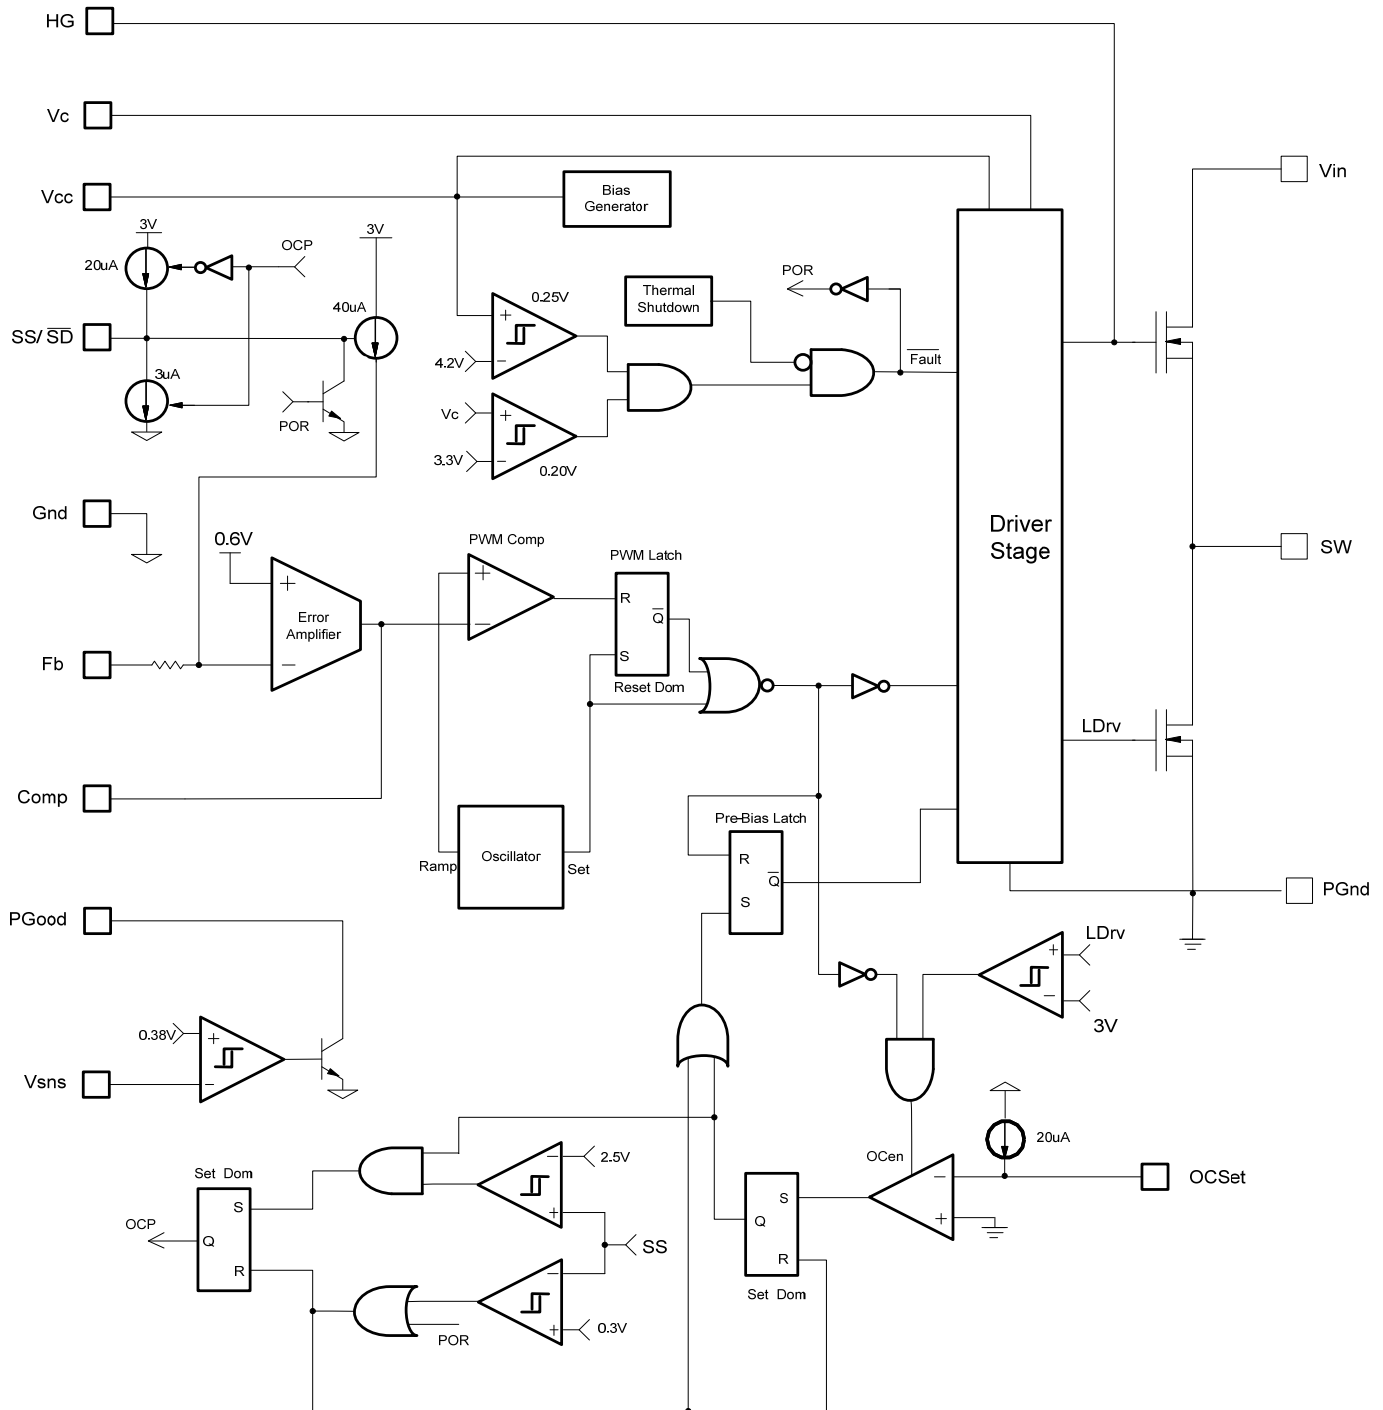 HG
Vc
Vcc
Bias
Generator
Vin
3V
OCP
3V
20uA
POR
Thermal
Shutdown
0.25V
+
40uA
SS/ SD
4.2V
−
Fault
3uA
Vc
+
POR
3.3V
−
0.20V
Gnd
Driver
Stage
SW
0.6V
PWM Comp
PWM Latch
+
+
Error
Amplifier
R
Q
−
S
Fb
−
Reset Dom
LDrv
Comp
Pre-Bias Latch
Ramp
Oscillator
Set
R
Q
S
PGnd
PGood
LDrv
+
−
3V
0.38V
+
Vsns
−
20uA
OCen
2.5V
−
Set Dom
−
OCSet
S
S
+
+
Q
OCP
Q
SS
R
R
−
Set Dom
0.3V
+
POR